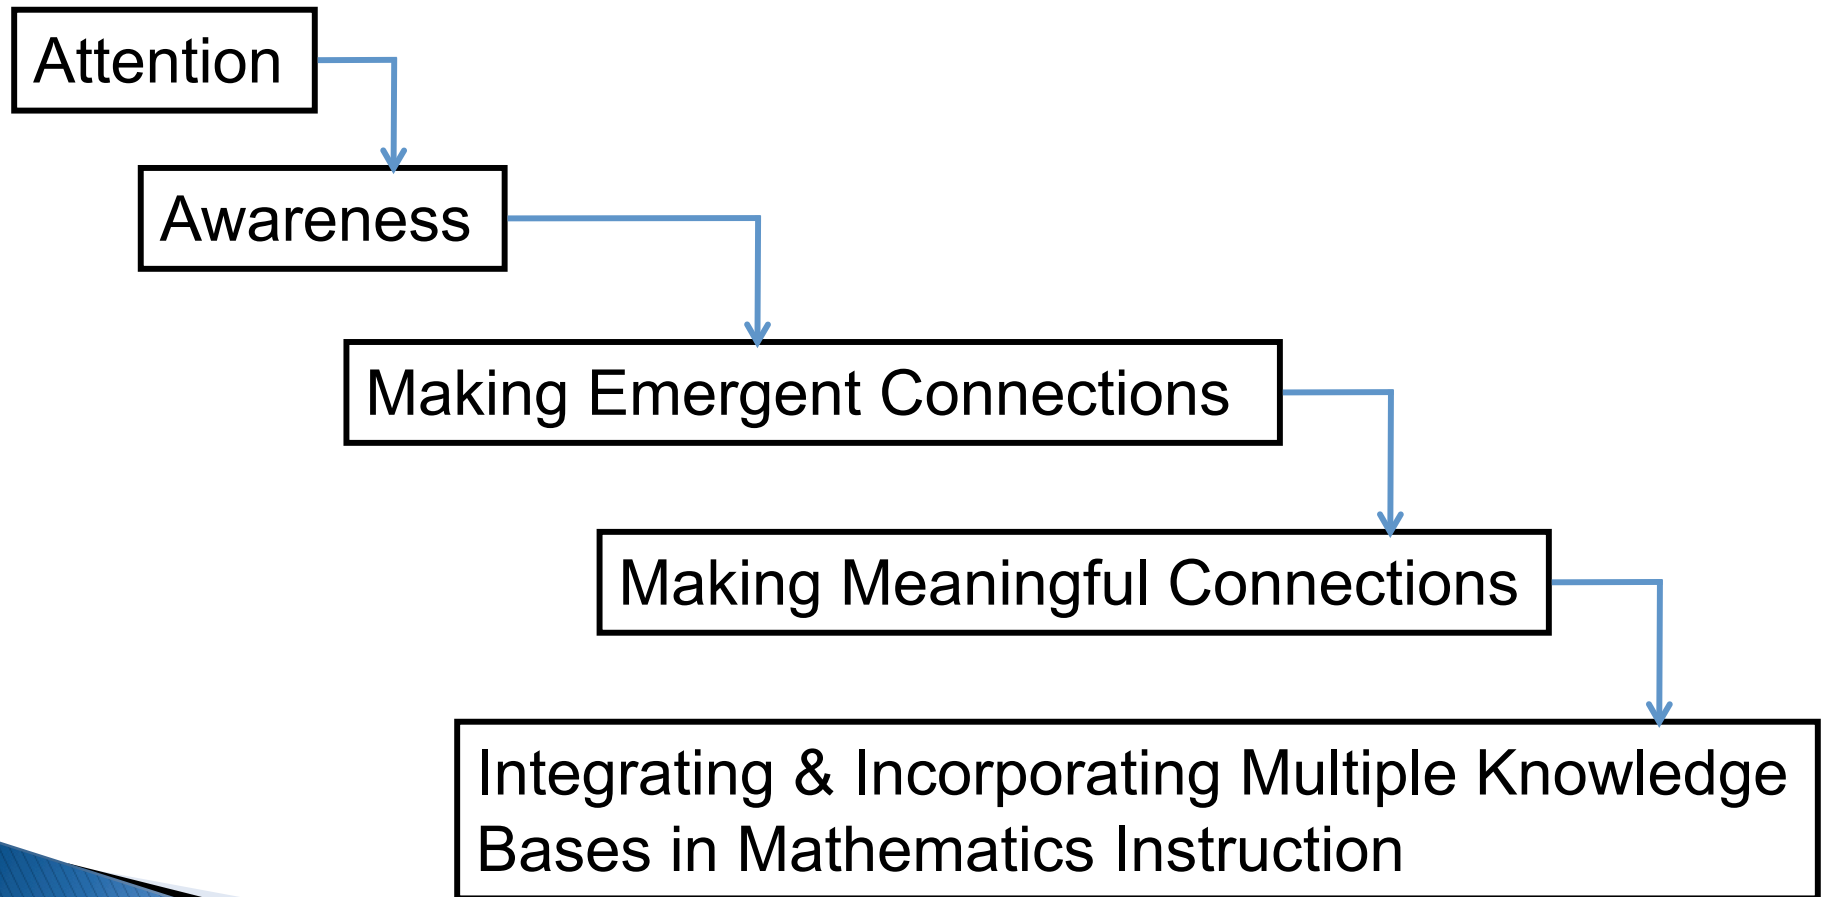 Attention
Awareness
Making Emergent Connections
Making Meaningful Connections
Integrating & Incorporating Multiple Knowledge
Bases in Mathematics Instruction